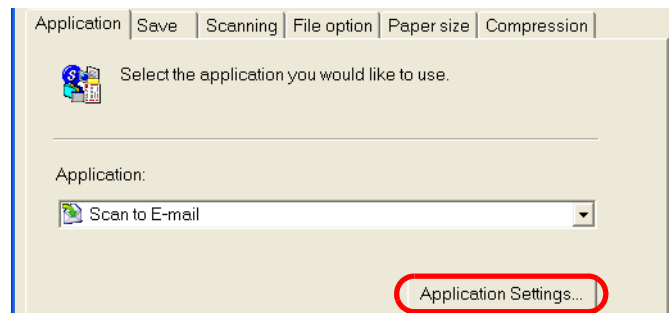 Application Save Scanning File option Paper size Compression
Select the application you would like to use.
Application:
Scan to E-mail
Application Settings...